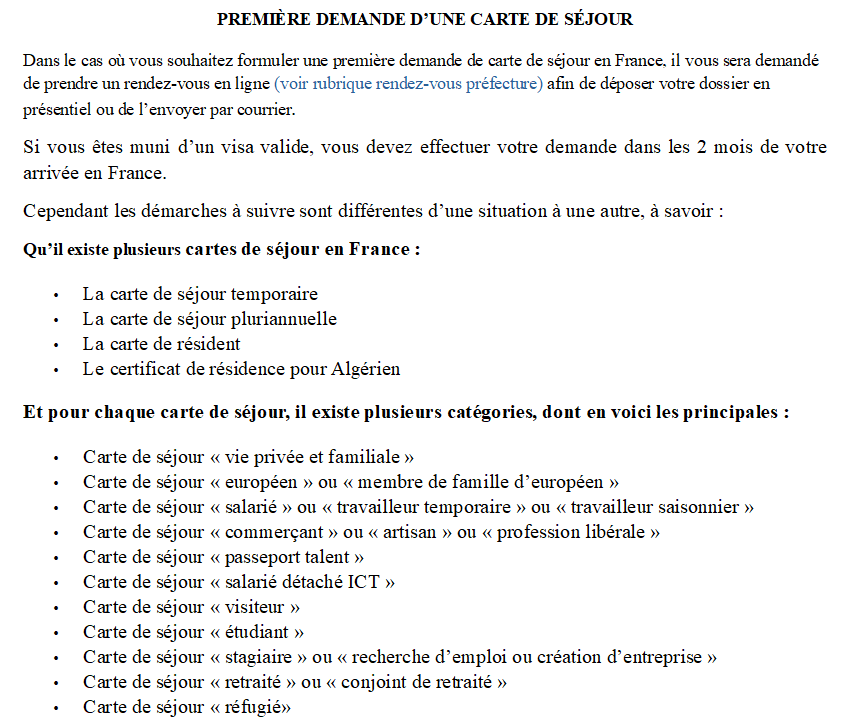 PREMIÈRE DEMANDE D’UNE CARTE DE SÉJOUR
Dans le cas où vous souhaitez formuler une première demande de carte de séjour en France, il vous sera demandé
de prendre un rendez-vous en ligne (voir rubrique rendez-vous préfecture) afin de déposer votre dossier en
présentiel ou de l’envoyer par courrier.
Si vous êtes muni d’un visa valide, vous devez effectuer votre demande dans les 2 mois de votre
arrivée en France.
Cependant les démarches à suivre sont différentes d’une situation à une autre, à savoir :
Qu’il existe plusieurs cartes de séjour en France :
• La carte de séjour temporaire
• La carte de séjour pluriannuelle
• La carte de résident
• Le certificat de résidence pour Algérien
Et pour chaque carte de séjour, il existe plusieurs catégories, dont en voici les principales :
• Carte de séjour « vie privée et familiale »
• Carte de séjour « européen » ou « membre de famille d’européen »
• Carte de séjour « salarié » ou « travailleur temporaire » ou « travailleur saisonnier »
• Carte de séjour « commerçant » ou « artisan » ou « profession libérale »
• Carte de séjour « passeport talent »
• Carte de séjour « salarié détaché ICT »
• Carte de séjour « visiteur »
• Carte de séjour « étudiant »
• Carte de séjour « stagiaire » ou « recherche d’emploi ou création d’entreprise »
• Carte de séjour « retraité » ou « conjoint de retraité »
• Carte de séjour « réfugié»